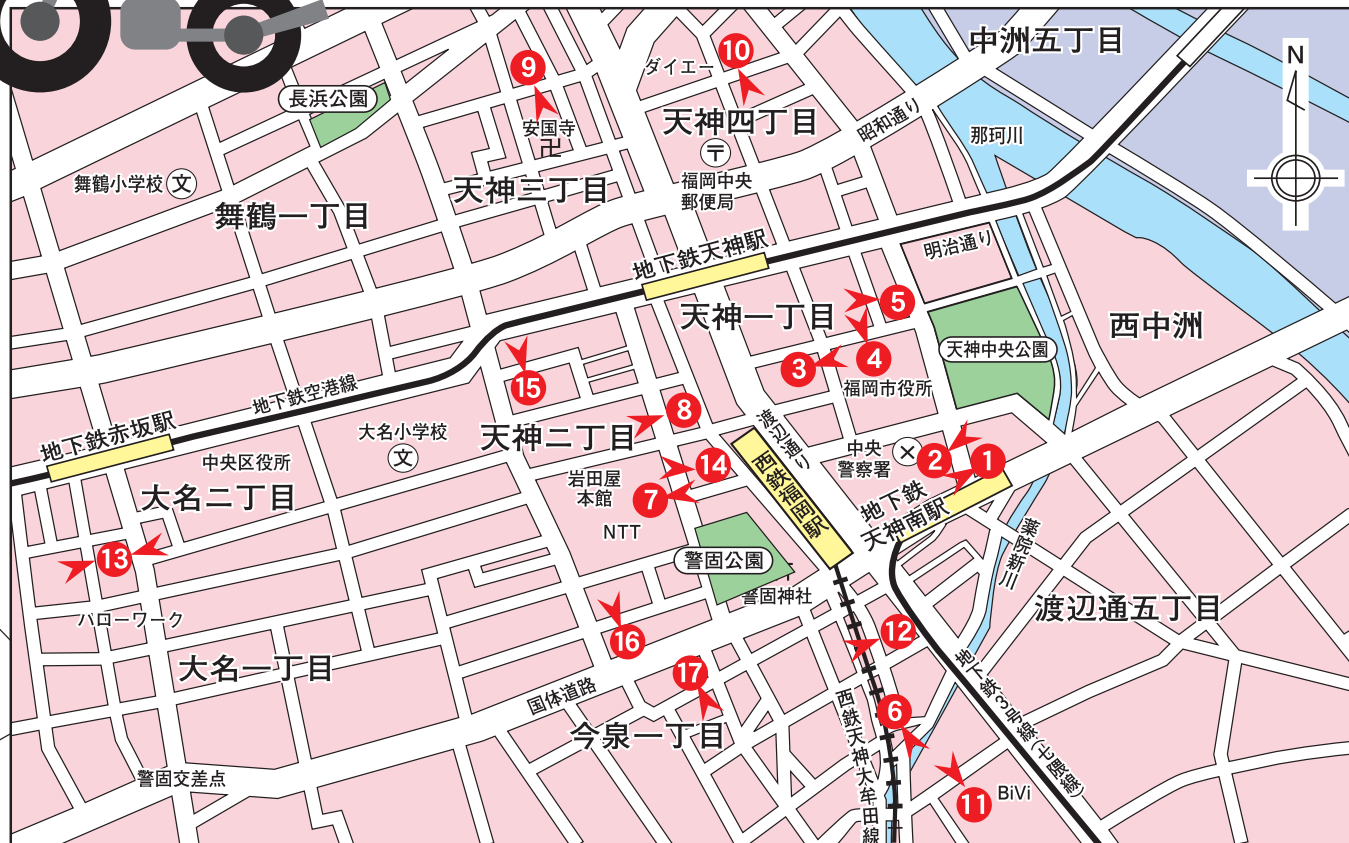 中洲五丁目
N
10
ダイエー
9
長浜公園
天神四丁目
昭和通り
安国寺
卍
那珂川
〒
舞鶴小学校
文
天神三丁目
福岡中央
郵便局
舞鶴一丁目
地下鉄天神駅
明治通り
5
天神一丁目
西中洲
天神中央公園
4
3
15
福岡市役所
地下鉄空港線
8
渡辺通り
地下鉄赤坂駅
大名小学校
文
天神二丁目
中央
警察署
2
1
中央区役所
14
西鉄福岡駅
岩田屋
本館
7
大名二丁目
地下鉄
天神南駅
NTT
薬院新川
13
警固公園
警固神社
渡辺通五丁目
ハローワーク
12
16
大名一丁目
17
地下鉄3号線(七隈線)
国体道路
6
西鉄天神大牟田線
今泉一丁目
警固交差点
11
BiVi